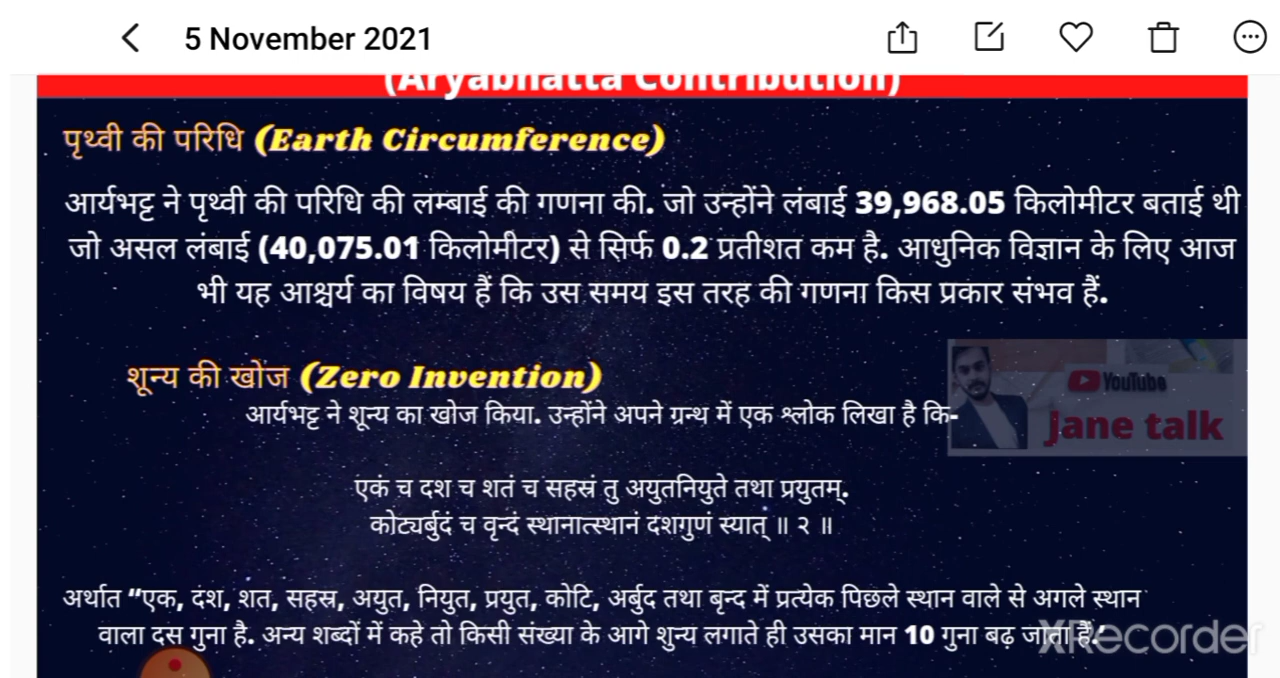 5 November 2021
(Aryabhatta Contribution)
पृथ्वी की परिधि (Earth Circumference)
आर्यभट्ट ने पृथ्वी की परिधि की लम्बाई की गणना की. जो उन्होंने लंबाई 39,968.05 किलोमीटर बताई थी
जो असल लंबाई (40,075.01 किलोमीटर) से सिर्फ 0.2 प्रतीशत कम है. आधुनिक विज्ञान के लिए आज
भी यह आश्चर्य का विषय हैं कि उस समय इस तरह की गणना किस प्रकार संभव हैं.
शून्य की खोंज (Zero Invention)
आर्यभट्ट ने शून्य का खोज किया. उन्होंने अपने ग्रन्थ में एक श्लोक लिखा है कि-
YouTube
Jane talk
एकं च दश च शतं च सहस्रं तु अयुतनियुते तथा प्रयुतम्.
कोट्यर्बुदं च वृन्दं स्थानात्स्थानं दशगुणं स्यात् ॥ २ ॥
अर्थात “एक, दंश, शत, सहस्र, अयुत, नियुत, प्रयुत, कोटि, अर्बुद तथा बृन्द में प्रत्येक पिछले स्थान वाले से अगले स्थान
वाला दस गुना है. अन्य शब्दों में कहे तो किसी संख्या के आगे शुन्य लगाते ही उसका मान 10 गुना बढ़ जाता हैं.”
XRecorder